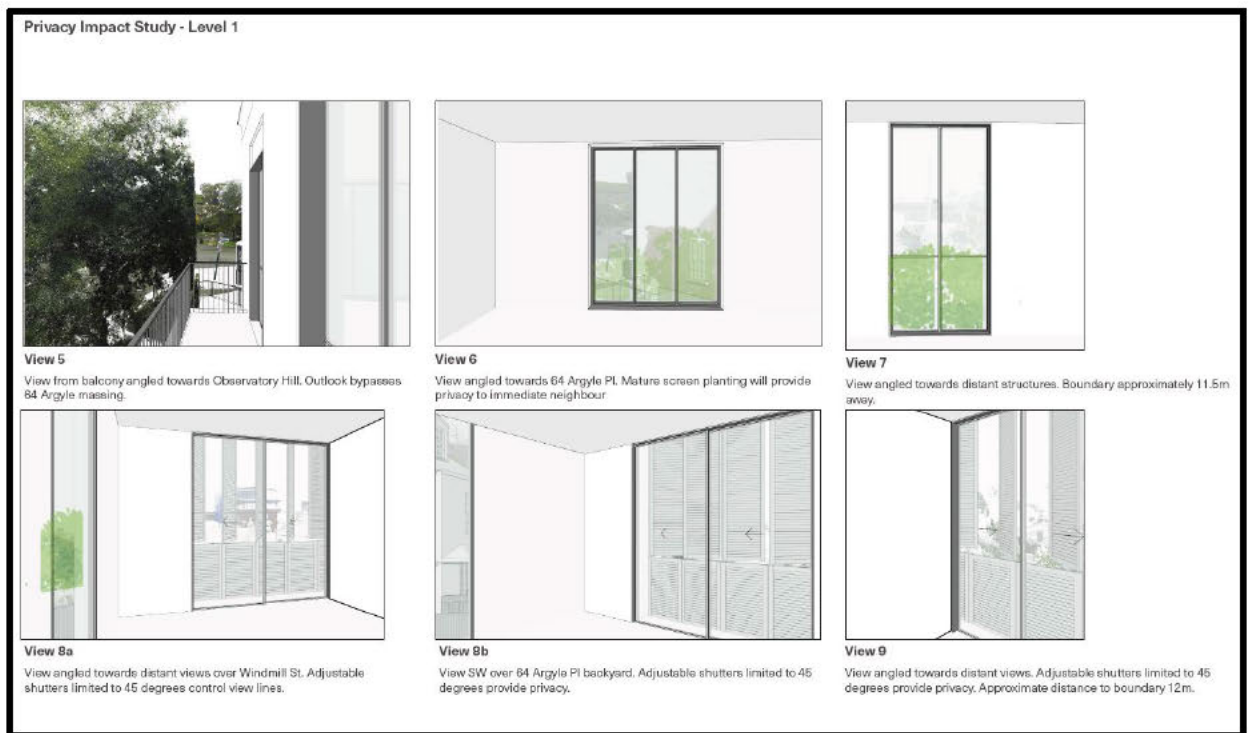 Privacy Impact Study - Level 1
View 5
View from balcony angled towards Observatory Hill. Outlook bypasses
64 Argyle massing.
View 6
View angled towards 64 Argyle Pl. Mature screen planting will provide
privacy to immediate neighbour
View 7
View angled towards distant structures. Boundary approximately 11.5m
away.
View 8a
View angled towards distant views over Windmill St. Adjustable
shutters limited to 45 degrees control view lines.
View 8b
View SW over 64 Argyle Pl backyard. Adjustable shutters limited to 45
degrees provide privacy.
View 9
View angled towards distant views. Adjustable shutters limited to 45
degrees provide privacy. Approximate distance to boundary 12m.